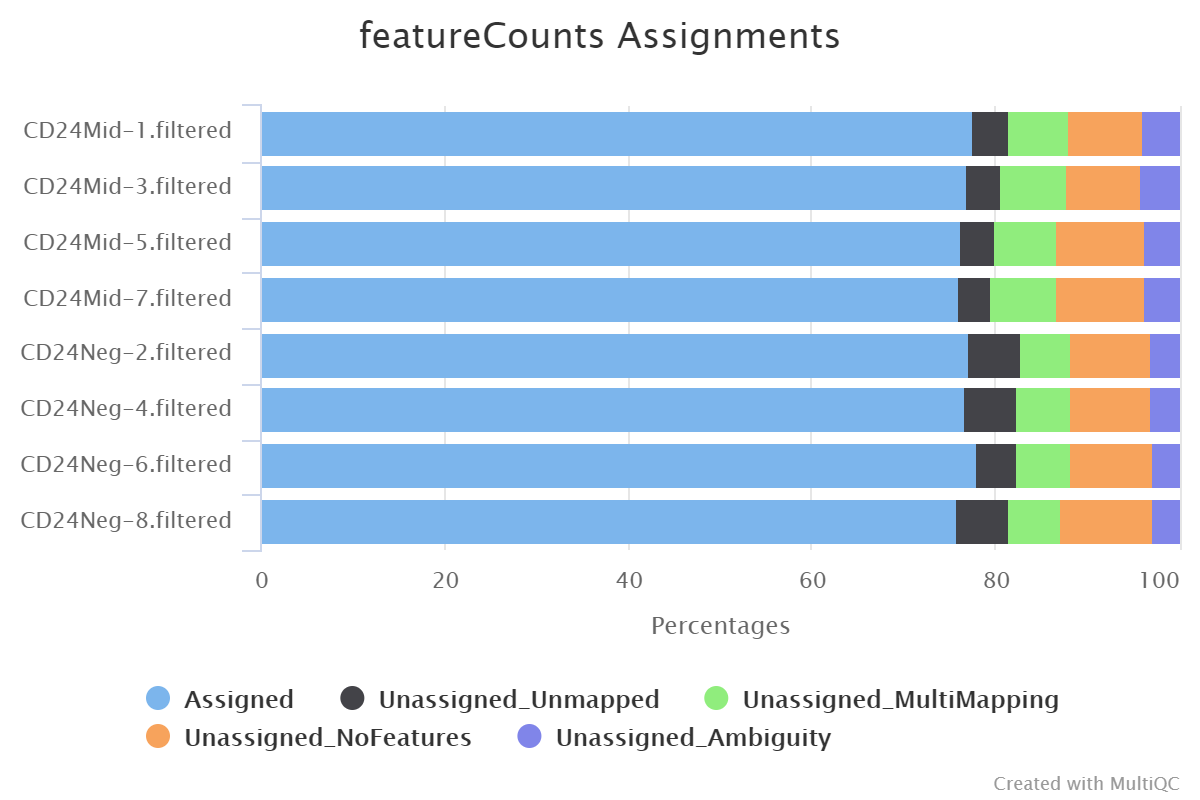 featureCounts Assignments
CD24Mid-1.filtered
CD24Mid-3.filtered
CD24Mid-5.filtered
CD24Mid-7.filtered
CD24Neg-2.filtered
CD24Neg-4.filtered
CD24Neg-6.filtered
CD24Neg-8.filtered
0 20 40 60 80 100
Percentages
Assigned Unassigned_Unmapped Unassigned_MultiMapping
Unassigned_NoFeatures Unassigned_Ambiguity
Created with MultiQC